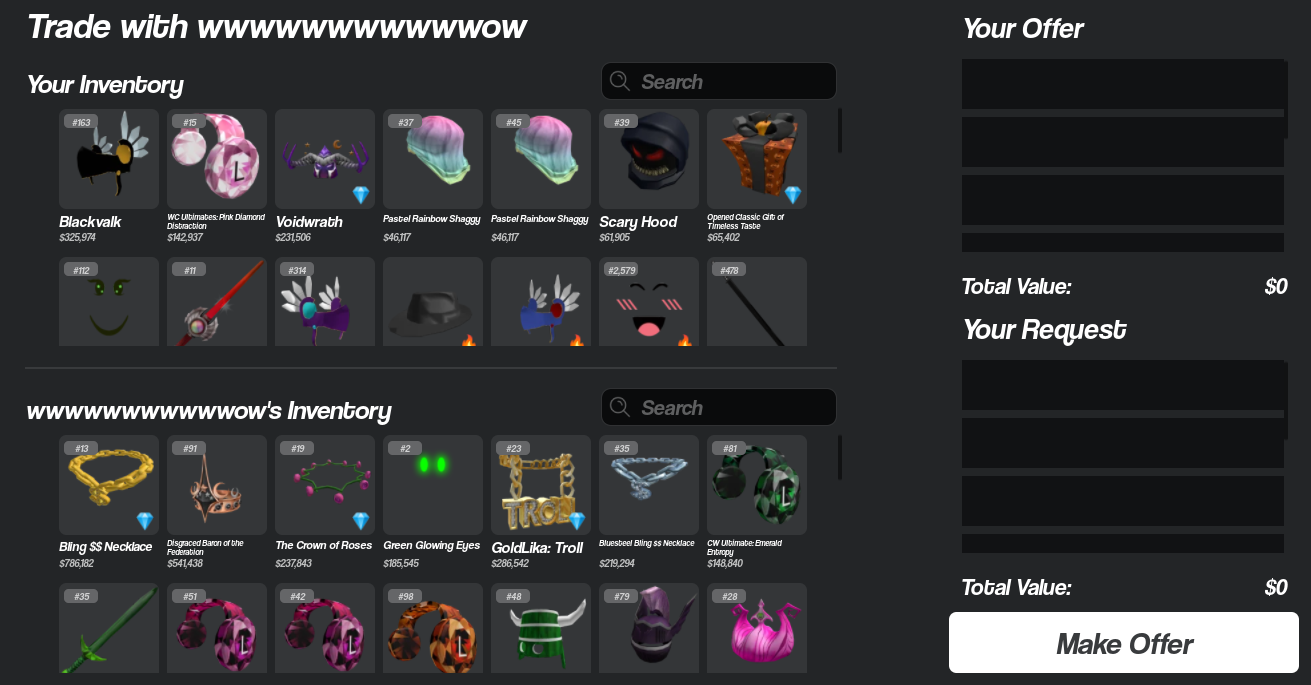 Trade with wwwwwwwwwwwwow
Your Inventory
Search
#163
#15
#37
#45
#39
Blackvalk
WC Ultimates: Pink Diamond
Distraction
Voidwrath
Pastel Rainbow Shaggy
Pastel Rainbow Shaggy
Scary Hood
Opened Classic Gift of
Timeless Taste
$325,974
$142,937
$231,506
$46,117
$46,117
$61,905
$65,402
#112
#11
#314
#2,579
#478
wwwwwwwwwwwwow's Inventory
Search
#13
#91
#19
#2
#23
#35
#81
TROL
Bling $$ Necklace
Disgraced Baron of the
Federation
The Crown of Roses
Green Glowing Eyes
GoldLika: Troll
Bluesteel Bling $$ Necklace
CW Ultimate: Emerald
Entropy
$786,182
$541,438
$237,843
$185,545
$286,542
$219,294
$148,840
#35
#51
#42
#98
#48
#79
#28
Your Offer
Total Value:
$0
Your Request
Total Value:
$0
Make Offer